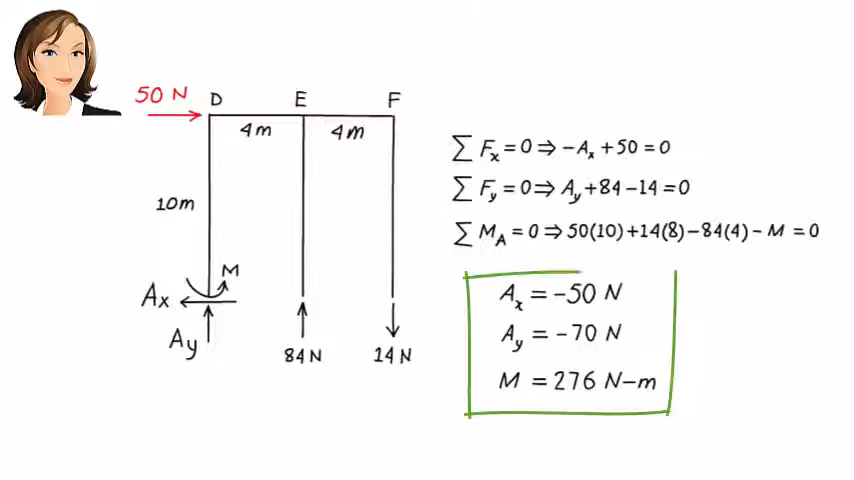 50 N
D
E
F
4m
4m
10m
M
Ax
Ay
84 N
14 N
∑ Fx = 0 ⇒ -Ax + 50 = 0
∑ Fy = 0 ⇒ Ay + 84 - 14 = 0
∑ MA = 0 ⇒ 50(10) + 14(8) - 84(4) - M = 0
Ax = -50 N
Ay = -70 N
M = 276 N-m